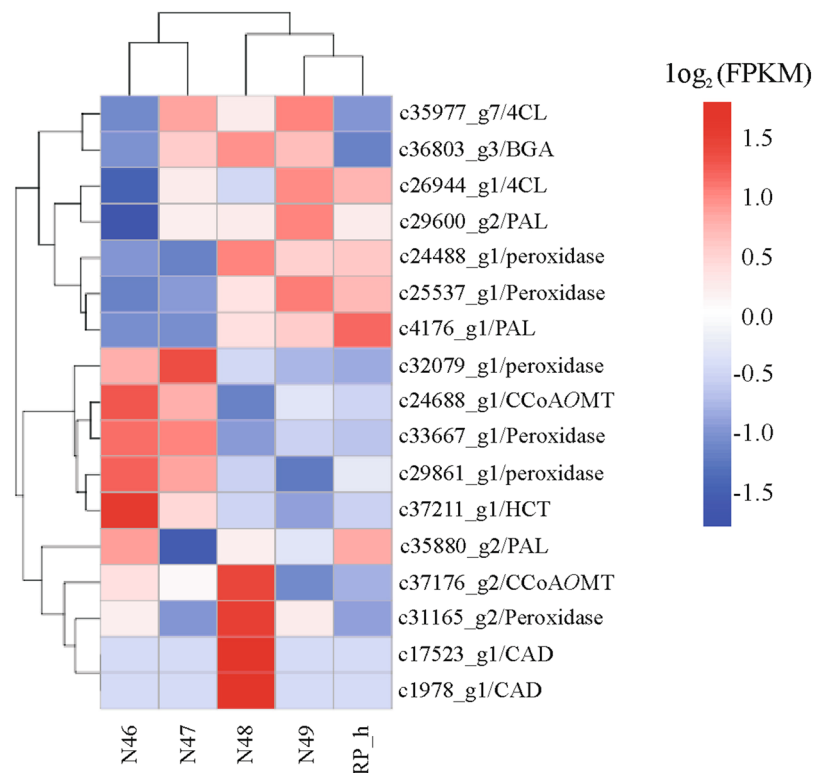 log₂ (FPKM)
c35977_g7/4CL
c36803_g3/BGA
c26944_g1/4CL
c29600_g2/PAL
c24488_g1/peroxidase
c25537_g1/Peroxidase
c4176_g1/PAL
c32079_g1/peroxidase
c24688_g1/CCoAOMT
c33667_g1/Peroxidase
c29861_g1/peroxidase
c37211_g1/HCT
c35880_g2/PAL
c37176_g2/CCoAOMT
c31165_g2/Peroxidase
c17523_g1/CAD
c1978_g1/CAD
1.5
1.0
0.5
0.0
-0.5
-1.0
-1.5
N46
N47
N48
N49
RP_h